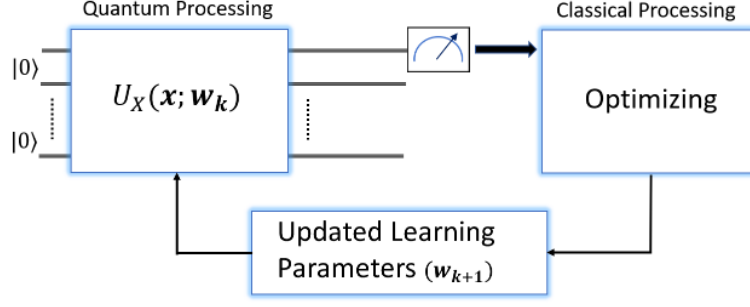 Quantum Processing
Classical Processing
|0⟩
U_X(x; w_k)
Optimizing
|0⟩
Updated Learning
Parameters (w_{k+1})